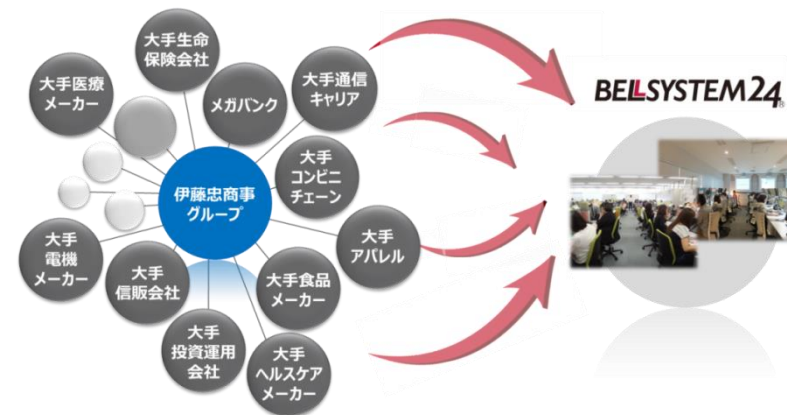 大手生命
保険会社
大手医療
メーカー
メガバンク
大手通信
キャリア
伊藤忠商事
グループ
大手
コンビニ
チェーン
大手
電機
メーカー
大手
信販会社
大手食品
メーカー
大手
アパレル
大手
投資運用
会社
大手
ヘルスケア
メーカー
BELLSYSTEM24®